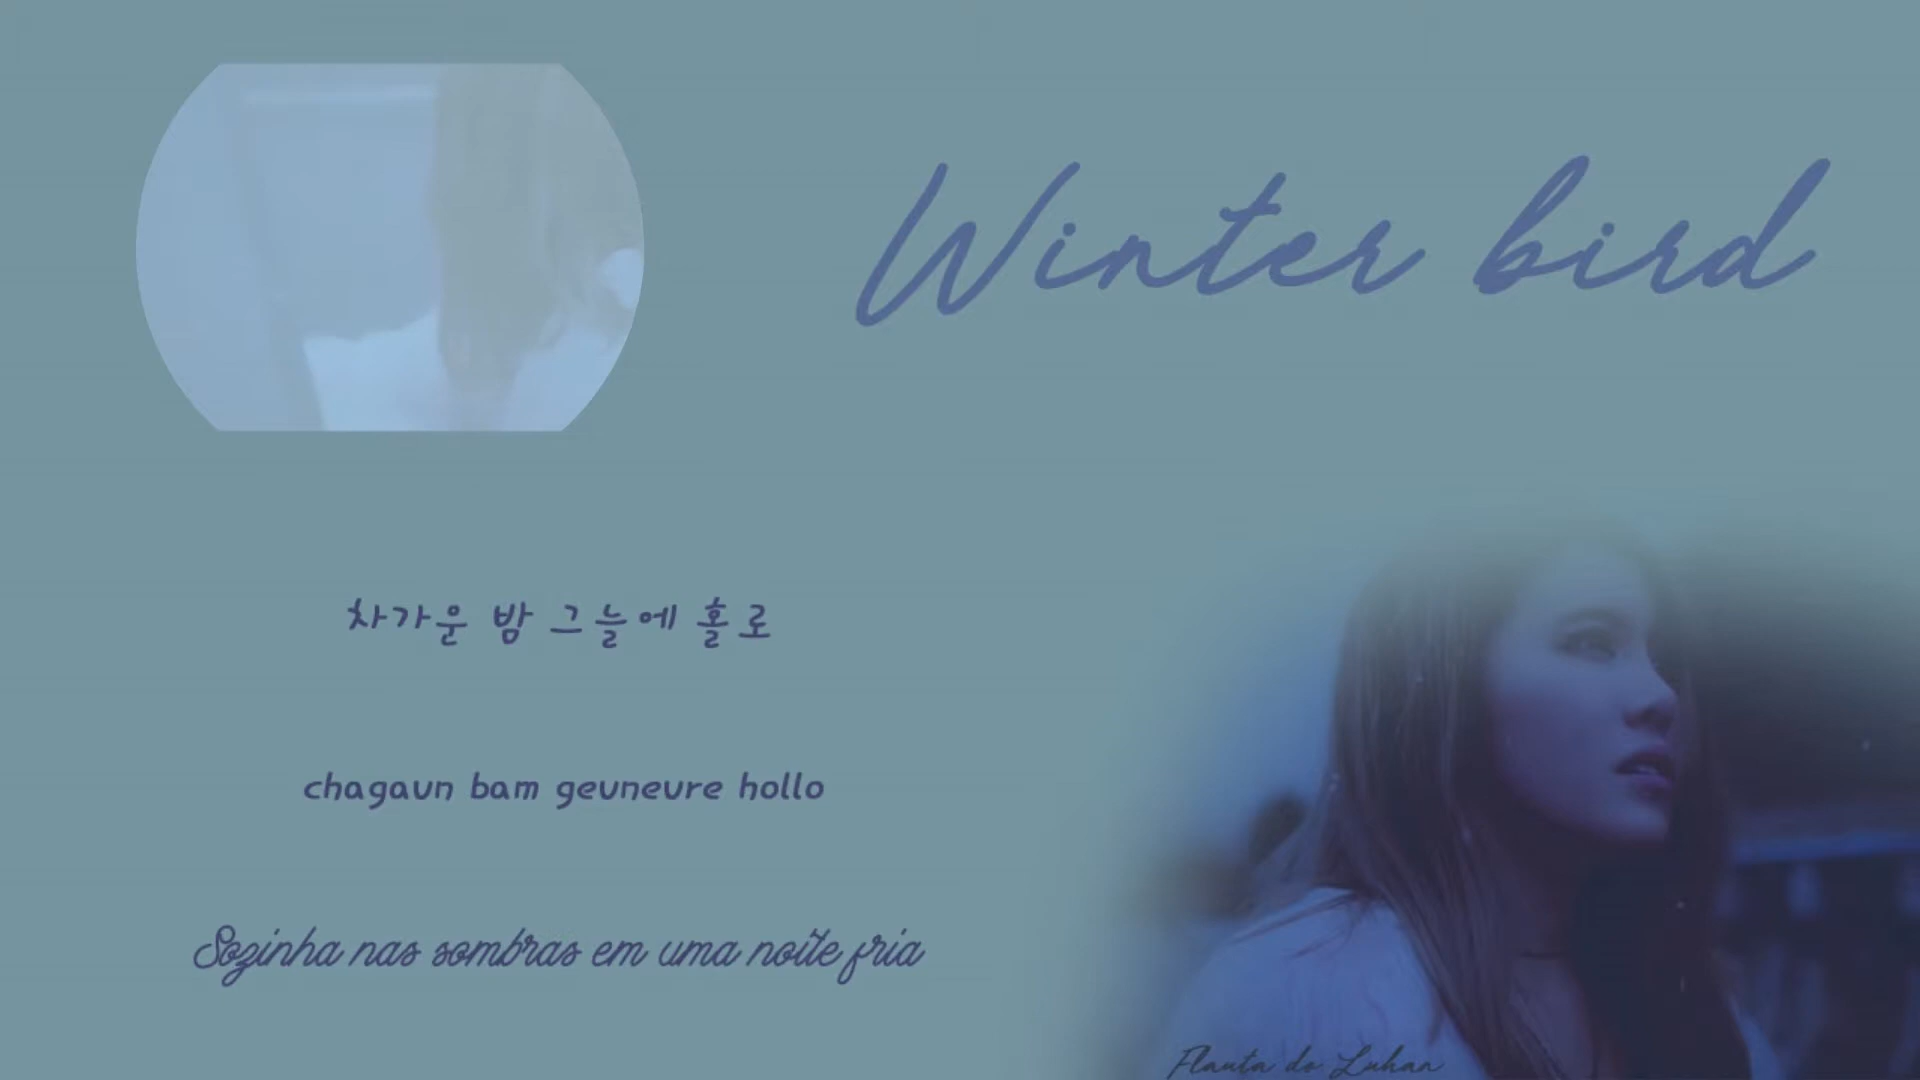 Winter bird
차가운 밤 그늘에 홀로
chagaun bam geuneure hollo
Sozinha nas sombras em uma noite fria
Flauta do Luhan